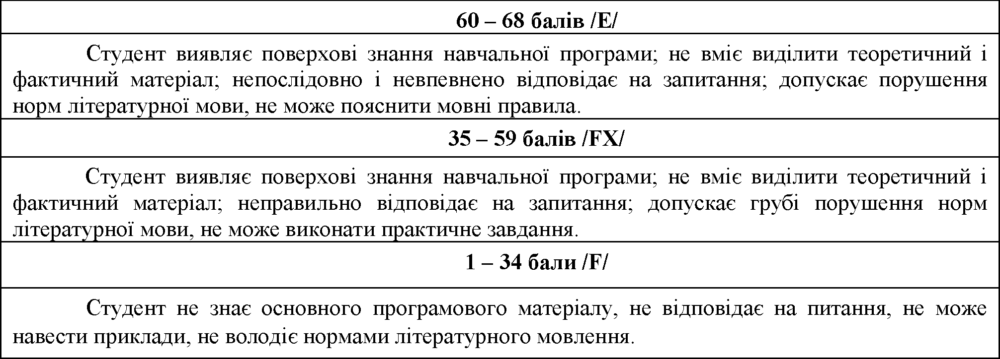 60 – 68 балів /E/
Студент виявляє поверхові знання навчальної програми; не вміє виділити теоретичний і
фактичний матеріал; непослідовно і невпевнено відповідає на запитання; допускає порушення
норм літературної мови, не може пояснити мовні правила.
35 – 59 балів /FX/
Студент виявляє поверхові знання навчальної програми; не вміє виділити теоретичний і
фактичний матеріал; неправильно відповідає на запитання; допускає грубі порушення норм
літературної мови, не може виконати практичне завдання.
1 – 34 бали /F/
Студент не знає основного програмового матеріалу, не відповідає на питання, не може
навести приклади, не володіє нормами літературного мовлення.